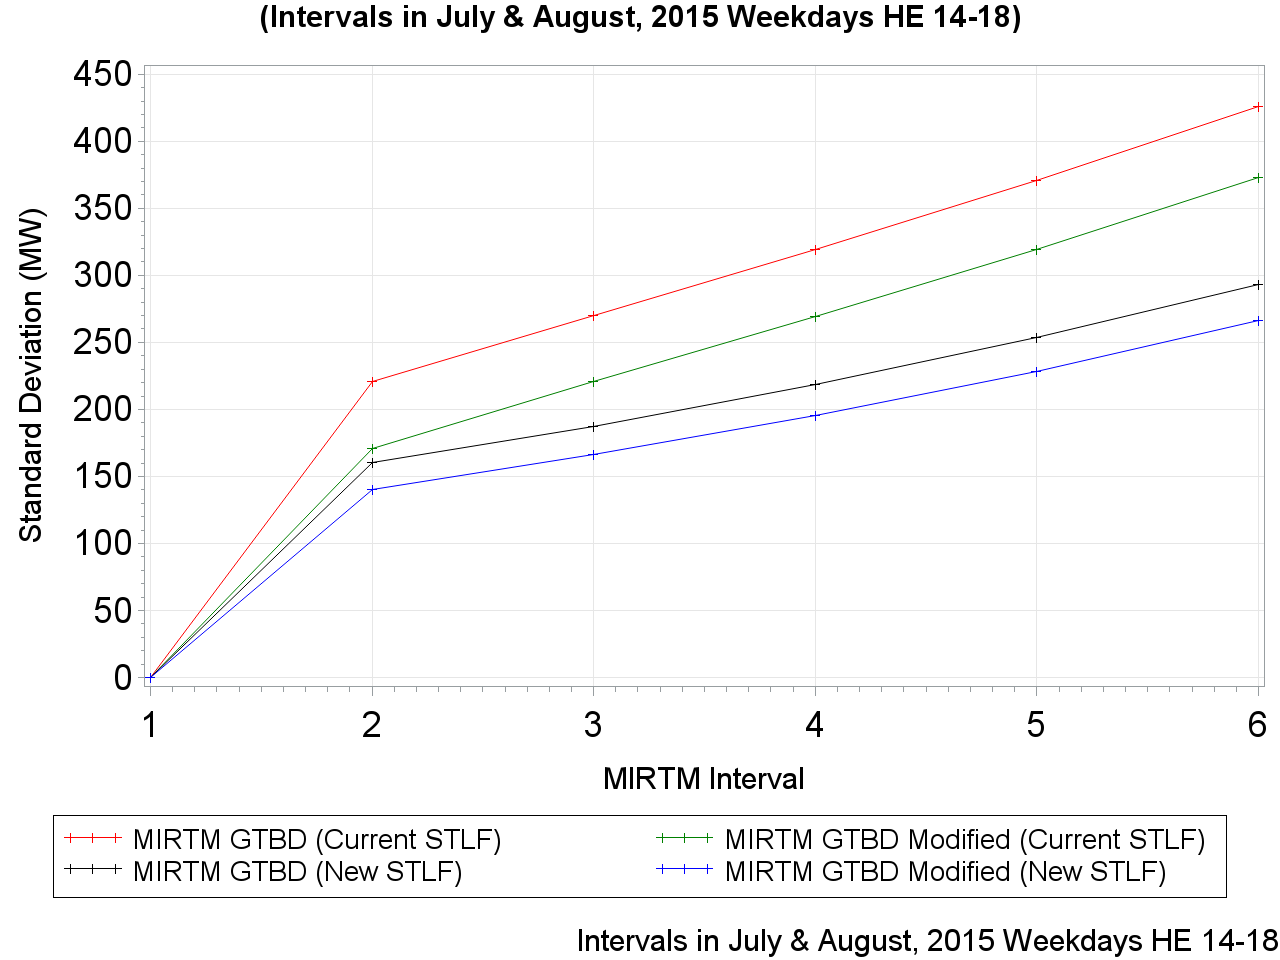 (Intervals in July & August, 2015 Weekdays HE 14-18)
450
400
350
300
250
200
150
100
50
0
Standard Deviation (MW)
1 2 3 4 5 6
MIRTM Interval
MIRTM GTBD (Current STLF) MIRTM GTBD Modified (Current STLF)
MIRTM GTBD (New STLF) MIRTM GTBD Modified (New STLF)
Intervals in July & August, 2015 Weekdays HE 14-18